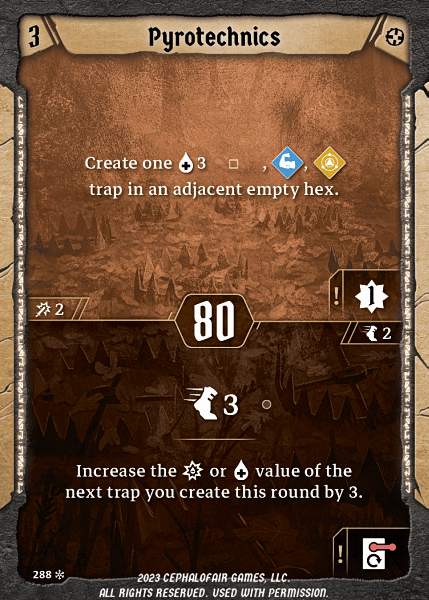 3
Pyrotechnics
Create one 3 , ,
trap in an adjacent empty hex.
! 1
2
80
2
3
Increase the or value of the
next trap you create this round by 3.
!
288
2023 CEPHALOFAIR GAMES, LLC.
ALL RIGHTS RESERVED. USED WITH PERMISSION.